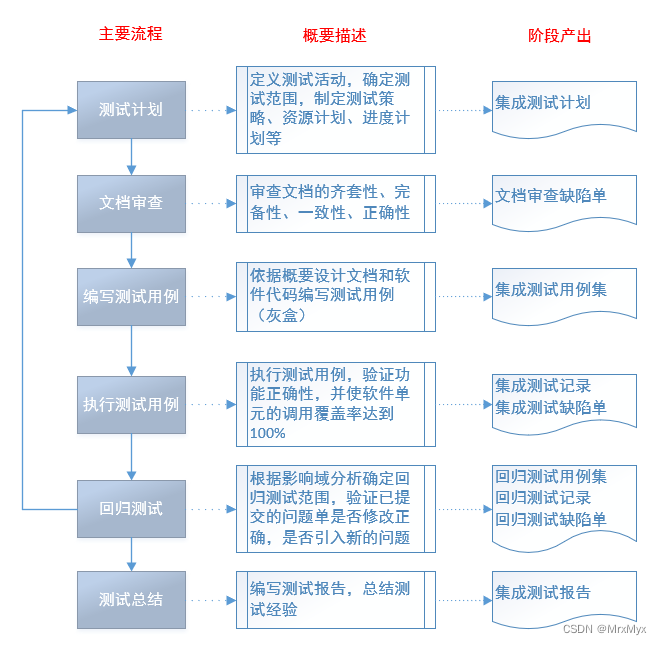 主要流程
概要描述
阶段产出
测试计划
定义测试活动，确定测
试范围，制定测试策
略、资源计划、进度计
划等
集成测试计划
文档审查
审查文档的齐套性、完
备性、一致性、正确性
文档审查缺陷单
编写测试用例
依据概要设计文档和软
件代码编写测试用例
（灰盒）
集成测试用例集
执行测试用例
执行测试用例，验证功
能正确性，并使软件单
元的调用覆盖率达到
100%
集成测试记录
集成测试缺陷单
回归测试
根据影响域分析确定回
归测试范围，验证已提
交的问题单是否修改正
确，是否引入新的问题
回归测试用例集
回归测试记录
回归测试缺陷单
测试总结
编写测试报告，总结测
试经验
集成测试报告
CSDN @MrxMyx